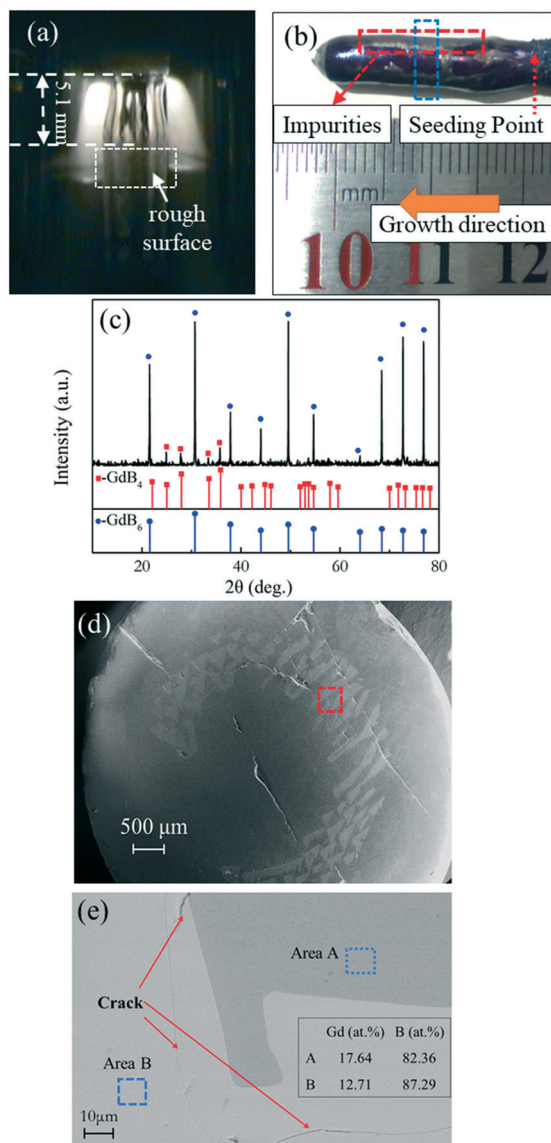 (a)
5.1 mm
rough
surface
(b)
Impurities
Seeding Point
mm
Growth direction
10 11 12
(c)
Intensity (a.u.)
-GdB4
-GdB6
20 40 60 80
2θ (deg.)
(d)
500 μm
(e)
Area A
Crack
Gd (at.%) B (at.%)
A 17.64 82.36
B 12.71 87.29
Area B
10μm